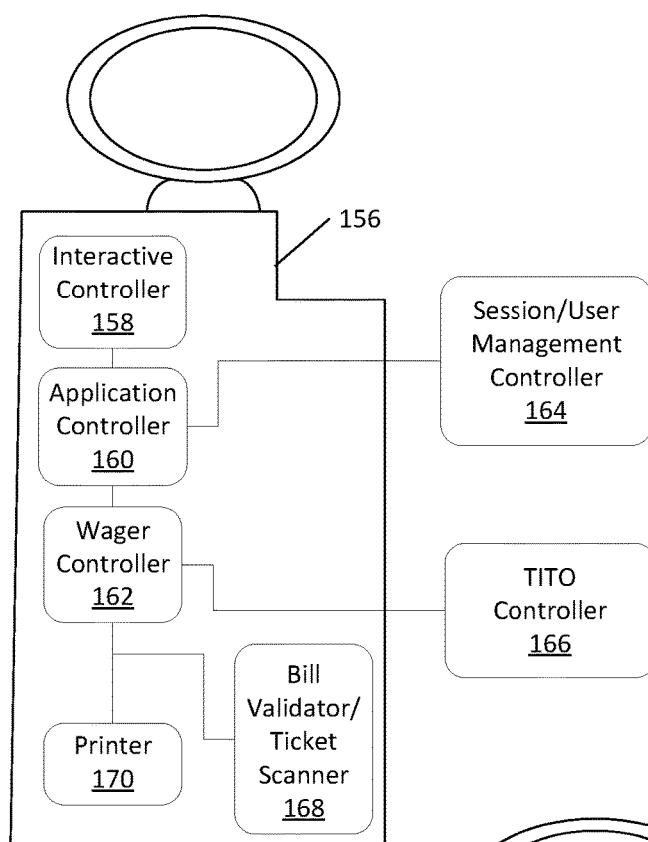 156
Interactive
Controller
158
Session/User
Management
Controller
164
Application
Controller
160
Wager
Controller
162
TITO
Controller
166
Bill
Validator/
Ticket
Scanner
168
Printer
170